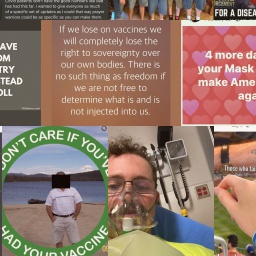 FOR A DISEA
If we lose on vaccines we
will completely lose the
right to sovereignty over
our own bodies. There is
no such thing as freedom if
we are not free to
determine what is and is
not injected into us.
AVE
OM
TRY
STEAD
OLL
4 more da
your Mask
make Ame
aga
ON'T CARE IF YOU'V
HAD YOUR VACCINE
These who ta